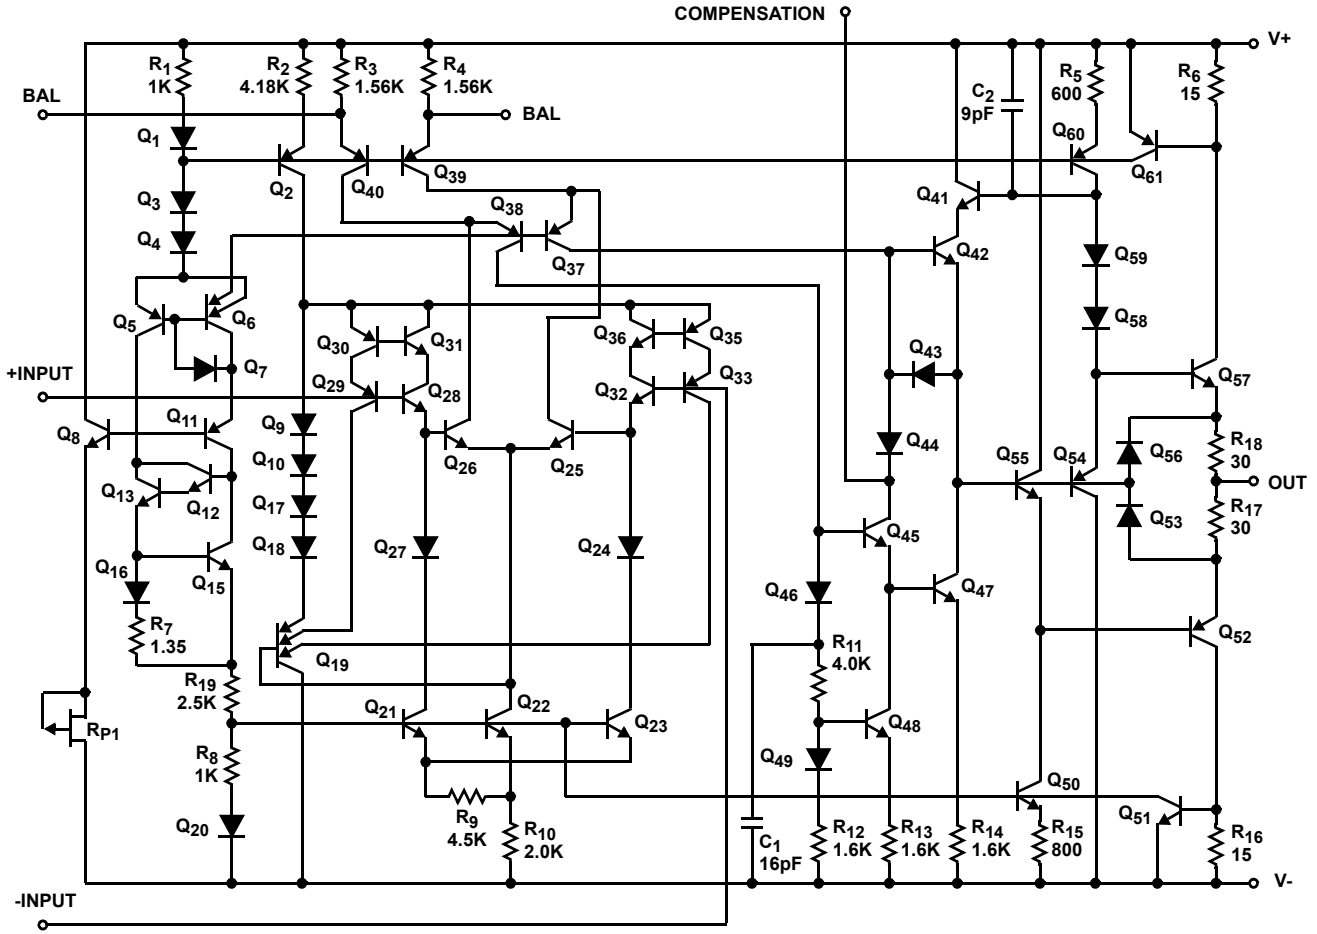 COMPENSATION
V+
R1
1K
R2
4.18K
R3
1.56K
R4
1.56K
C2
9pF
R5
600
R6
15
BAL
BAL
Q1
Q2
Q40
Q39
Q60
Q61
Q3
Q38
Q41
Q4
Q37
Q42
Q59
Q5
Q6
Q58
Q30
Q31
Q36
Q35
Q43
Q7
+INPUT
Q29
Q28
Q32
Q33
Q57
Q8
Q11
Q9
Q44
R18
30
Q10
Q26
Q25
Q55
Q54
Q56
OUT
Q13
Q12
Q17
R17
30
Q53
Q18
Q27
Q24
Q45
Q16
Q15
Q46
Q47
R7
1.35
Q19
R11
4.0K
Q52
R19
2.5K
Q21
Q22
Q23
Q48
RP1
R8
1K
Q49
Q50
Q20
R9
4.5K
R10
2.0K
C1
16pF
R12
1.6K
R13
1.6K
R14
1.6K
R15
800
Q51
R16
15
V-
-INPUT